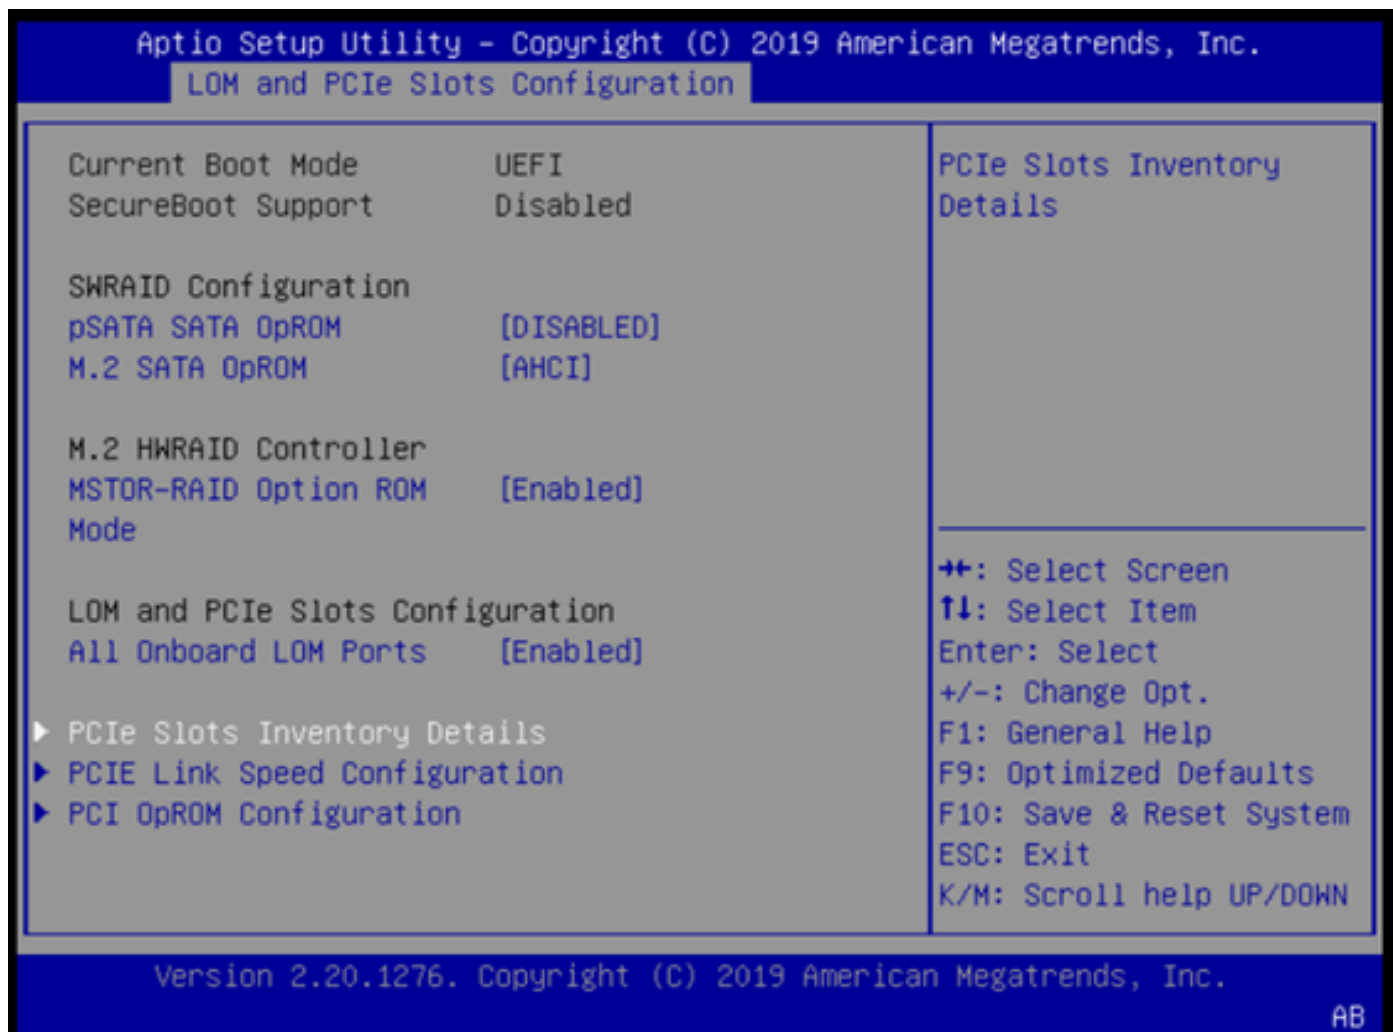 Aptio Setup Utility – Copyright (C) 2019 American Megatrends, Inc.
LOM and PCIe Slots Configuration
Current Boot Mode UEFI
SecureBoot Support Disabled
SWRAID Configuration
pSATA SATA OpROM [DISABLED]
M.2 SATA OpROM [AHCI]
M.2 HWRAID Controller
MSTOR-RAID Option ROM [Enabled]
Mode
LOM and PCIe Slots Configuration
All Onboard LOM Ports [Enabled]
PCIe Slots Inventory Details
PCIE Link Speed Configuration
PCI OpROM Configuration
PCIe Slots Inventory
Details
→←: Select Screen
↑↓: Select Item
Enter: Select
+/-: Change Opt.
F1: General Help
F9: Optimized Defaults
F10: Save & Reset System
ESC: Exit
K/M: Scroll help UP/DOWN
Version 2.20.1276. Copyright (C) 2019 American Megatrends, Inc.
AB